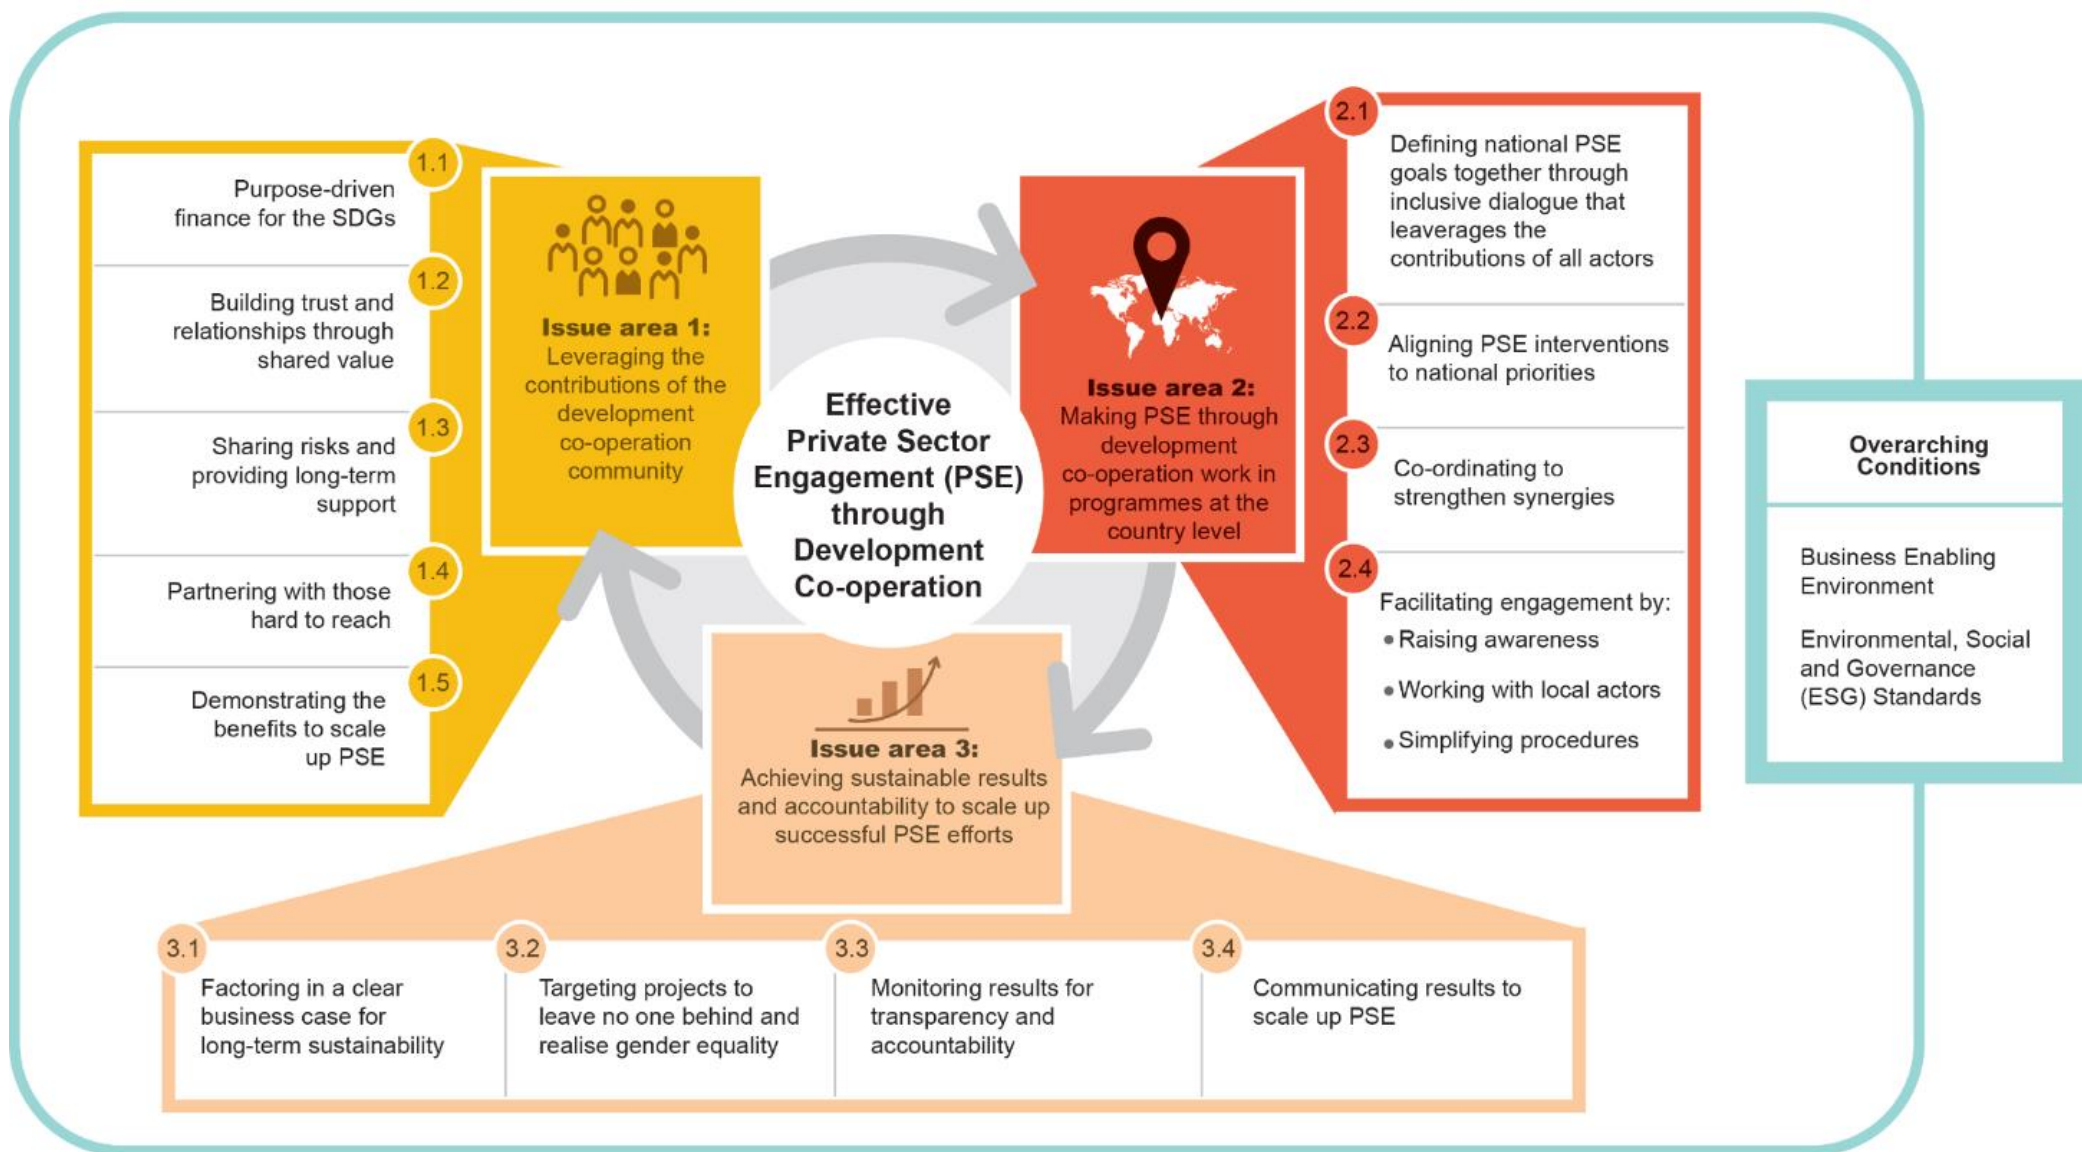 1.1
Purpose-driven
finance for the SDGs
1.2
Building trust and
relationships through
shared value
1.3
Sharing risks and
providing long-term
support
1.4
Partnering with those
hard to reach
1.5
Demonstrating the
benefits to scale
up PSE
Issue area 1:
Leveraging the
contributions of the
development
co-operation
community
Effective
Private Sector
Engagement (PSE)
through
Development
Co-operation
Issue area 2:
Making PSE through
development
co-operation work in
programmes at the
country level
2.1
Defining national PSE
goals together through
inclusive dialogue that
leaverages the
contributions of all actors
2.2
Aligning PSE interventions
to national priorities
2.3
Co-ordinating to
strengthen synergies
2.4
Facilitating engagement by:
• Raising awareness
• Working with local actors
• Simplifying procedures
Overarching
Conditions
Business Enabling
Environment
Environmental, Social
and Governance
(ESG) Standards
Issue area 3:
Achieving sustainable results
and accountability to scale up
successful PSE efforts
3.1
Factoring in a clear
business case for
long-term sustainability
3.2
Targeting projects to
leave no one behind and
realise gender equality
3.3
Monitoring results for
transparency and
accountability
3.4
Communicating results to
scale up PSE